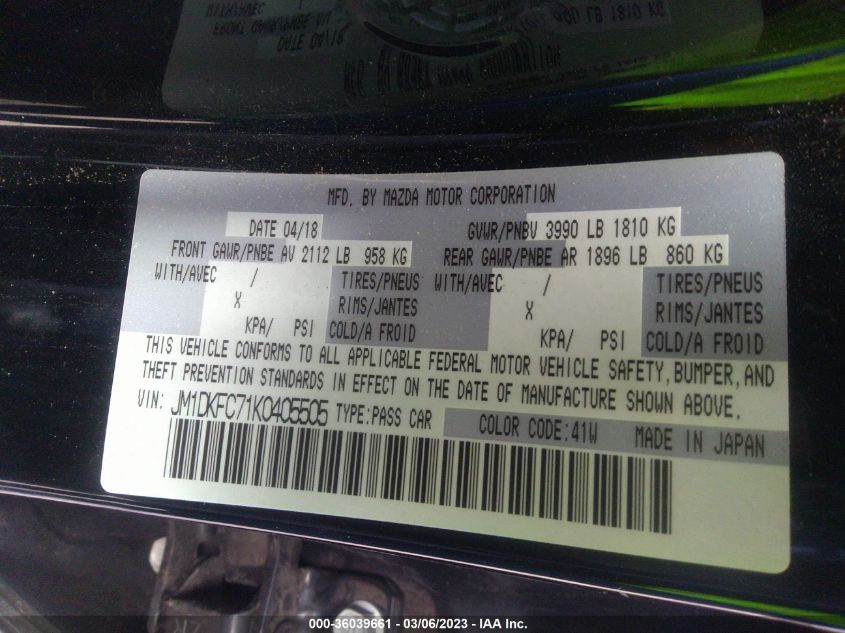 MFD. BY MAZDA MOTOR CORPORATION
DATE 04/18 GVWR/PNBV 3990 LB 1810 KG
FRONT GAWR/PNBE AV 2112 LB 958 KG REAR GAWR/PNBE AR 1896 LB 860 KG
WITH/AVEC / TIRES/PNEUS WITH/AVEC / TIRES/PNEUS
X RIMS/JANTES X RIMS/JANTES
KPA/ PSI COLD/A FROID KPA/ PSI COLD/A FROID
THIS VEHICLE CONFORMS TO ALL APPLICABLE FEDERAL MOTOR VEHICLE SAFETY, BUMPER, AND
THEFT PREVENTION STANDARDS IN EFFECT ON THE DATE OF MANUFACTURE SHOWN ABOVE.
VIN: JM1DKFC71K0405505 TYPE:PASS CAR COLOR CODE:41W MADE IN JAPAN
000-36039661 - 03/06/2023 - IAA Inc.